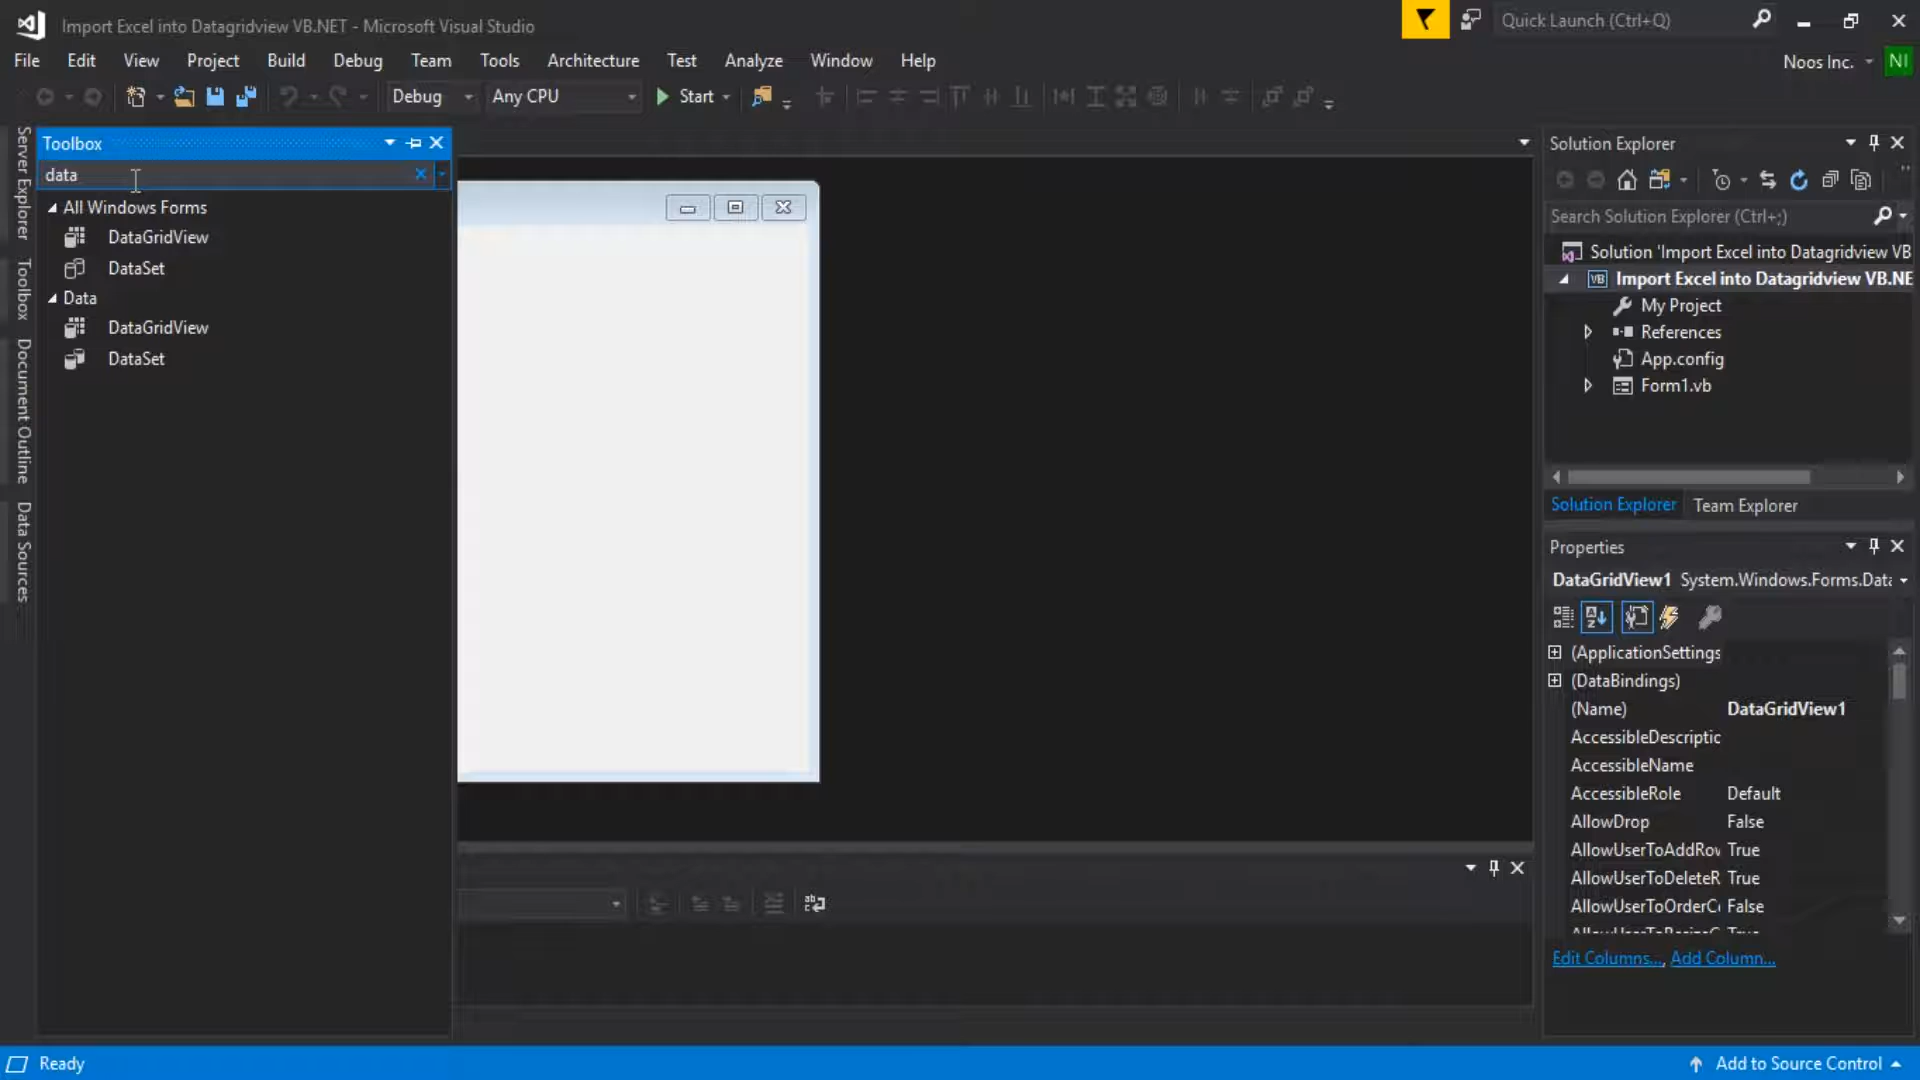 Import Excel into Datagridview VB.NET - Microsoft Visual Studio
Quick Launch (Ctrl+Q)
File Edit View Project Build Debug Team Tools Test Architecture Analyze Window Help
Noos Inc. NI
Debug Any CPU Start
Server Explorer
Toolbox
Document Outline
Data Sources
Toolbox
data
All Windows Forms
DataGridView
DataSet
Data
DataGridView
DataSet
Solution Explorer
Search Solution Explorer (Ctrl+;)
Solution 'Import Excel into Datagridview VB
VB Import Excel into Datagridview VB.NE
My Project
References
App.config
Form1.vb
Solution Explorer Team Explorer
Properties
DataGridView1 System.Windows.Forms.Data
(ApplicationSettings
(DataBindings)
(Name) DataGridView1
AccessibleDescriptic
AccessibleName
AccessibleRole Default
AllowDrop False
AllowUserToAddRov True
AllowUserToDeleteR True
AllowUserToOrderCo False
Edit Columns..., Add Column...
Ready
Add to Source Control